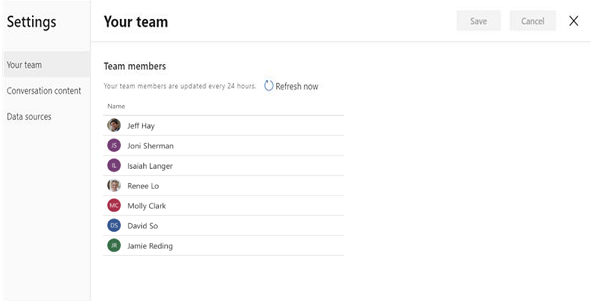 Settings
Your team
Conversation content
Data sources
Your team
Save
Cancel
Team members
Your team members are updated every 24 hours. Refresh now
Name
Jeff Hay
JS Joni Sherman
IL Isaiah Langer
Renee Lo
MC Molly Clark
DS David So
JR Jamie Reding